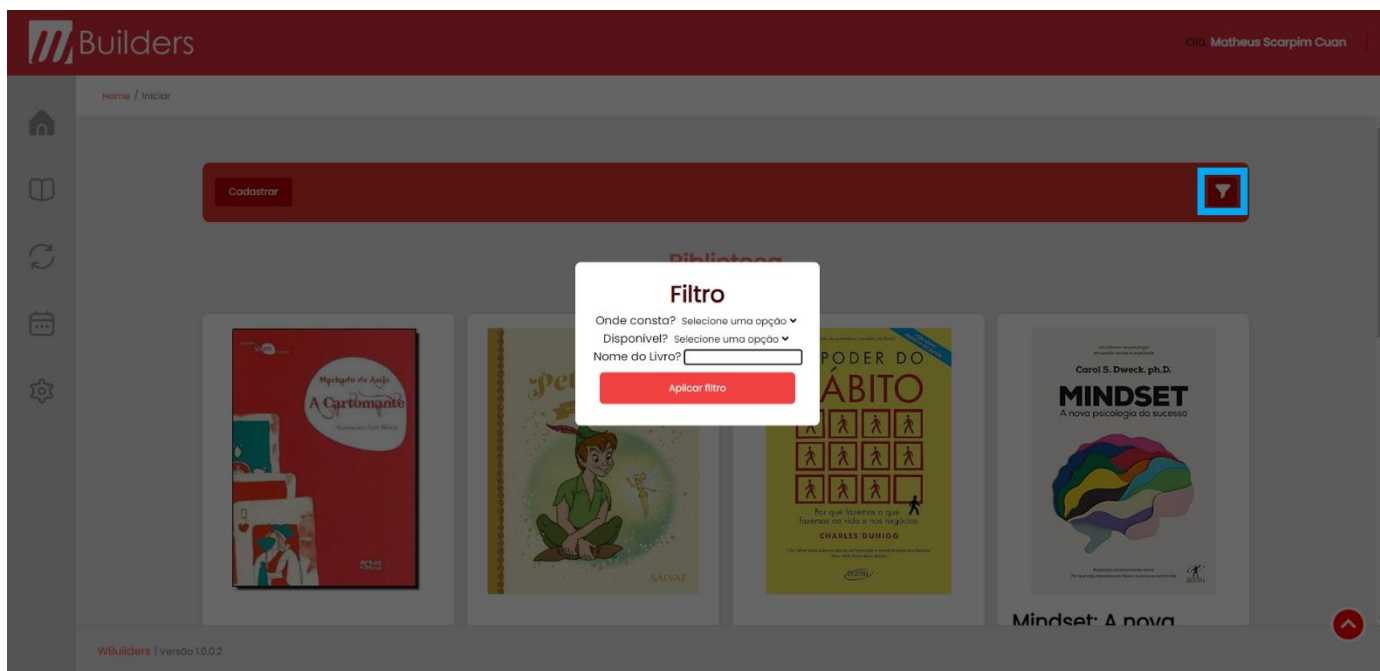 Builders
Olá, Matheus Scarpim Cuan
Home / Iniciar
Cadastrar
Biblioteca
Filtro
Onde consta? Selecione uma opção
Disponível? Selecione uma opção
Nome do Livro?
Aplicar filtro
Machado de Assis
A Cartomante
SALVAT
PODER DO
ÁBITO
Por que fazemos o que
fazemos na vida e nos negócios
CHARLES DUHIGG
Carol S. Dweck, ph.D.
MINDSET
A nova psicologia do sucesso
Mindset: A nova
WBuilders | Versão 1.0.0.2